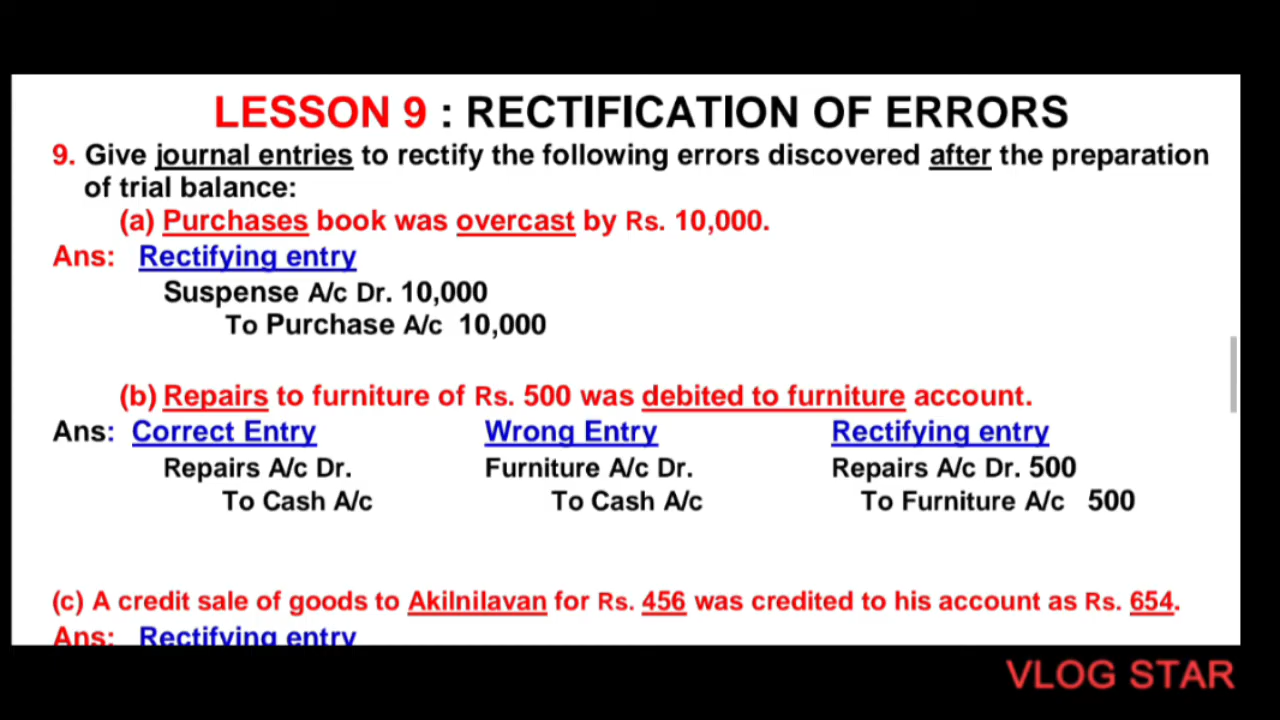 LESSON 9 : RECTIFICATION OF ERRORS
9. Give journal entries to rectify the following errors discovered after the preparation
of trial balance:
(a) Purchases book was overcast by Rs. 10,000.
Ans: Rectifying entry
Suspense A/c Dr. 10,000
To Purchase A/c 10,000
(b) Repairs to furniture of Rs. 500 was debited to furniture account.
Ans: Correct Entry Wrong Entry Rectifying entry
Repairs A/c Dr. Furniture A/c Dr. Repairs A/c Dr. 500
To Cash A/c To Cash A/c To Furniture A/c 500
(c) A credit sale of goods to Akilnilavan for Rs. 456 was credited to his account as Rs. 654.
Ans: Rectifying entry
VLOG STAR